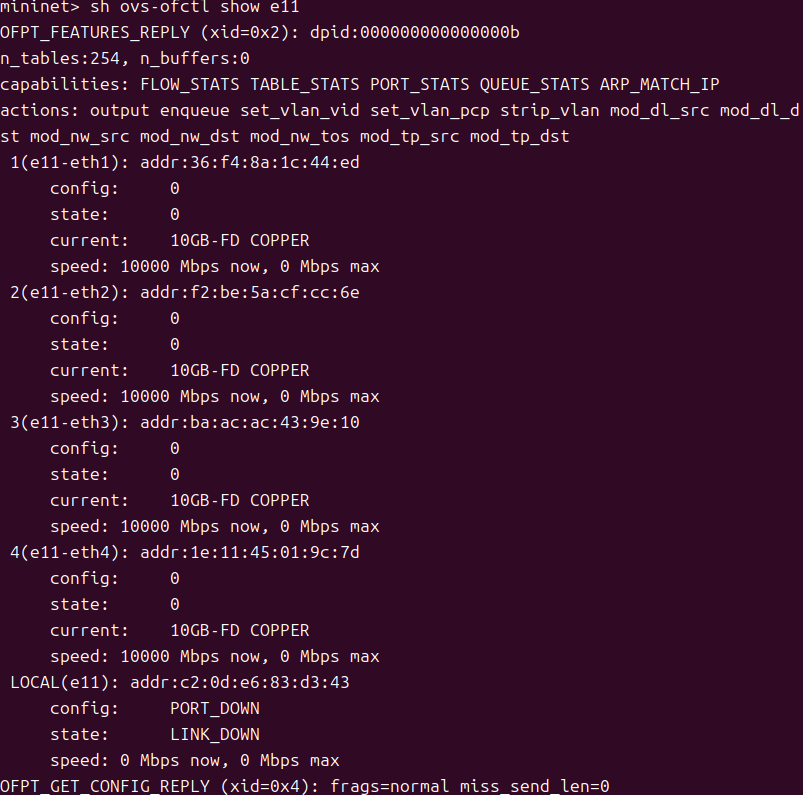 mininet> sh ovs-ofctl show e11
OFPT_FEATURES_REPLY (xid=0x2): dpid:000000000000000b
n_tables:254, n_buffers:0
capabilities: FLOW_STATS TABLE_STATS PORT_STATS QUEUE_STATS ARP_MATCH_IP
actions: output enqueue set_vlan_vid set_vlan_pcp strip_vlan mod_dl_src mod_dl_d
st mod_nw_src mod_nw_dst mod_nw_tos mod_tp_src mod_tp_dst
 1(e11-eth1): addr:36:f4:8a:1c:44:ed
     config:     0
     state:      0
     current:    10GB-FD COPPER
     speed: 10000 Mbps now, 0 Mbps max
 2(e11-eth2): addr:f2:be:5a:cf:cc:6e
     config:     0
     state:      0
     current:    10GB-FD COPPER
     speed: 10000 Mbps now, 0 Mbps max
 3(e11-eth3): addr:ba:ac:ac:43:9e:10
     config:     0
     state:      0
     current:    10GB-FD COPPER
     speed: 10000 Mbps now, 0 Mbps max
 4(e11-eth4): addr:1e:11:45:01:9c:7d
     config:     0
     state:      0
     current:    10GB-FD COPPER
     speed: 10000 Mbps now, 0 Mbps max
 LOCAL(e11): addr:c2:0d:e6:83:d3:43
     config:     PORT_DOWN
     state:      LINK_DOWN
     speed: 0 Mbps now, 0 Mbps max
OFPT_GET_CONFIG_REPLY (xid=0x4): frags=normal miss_send_len=0